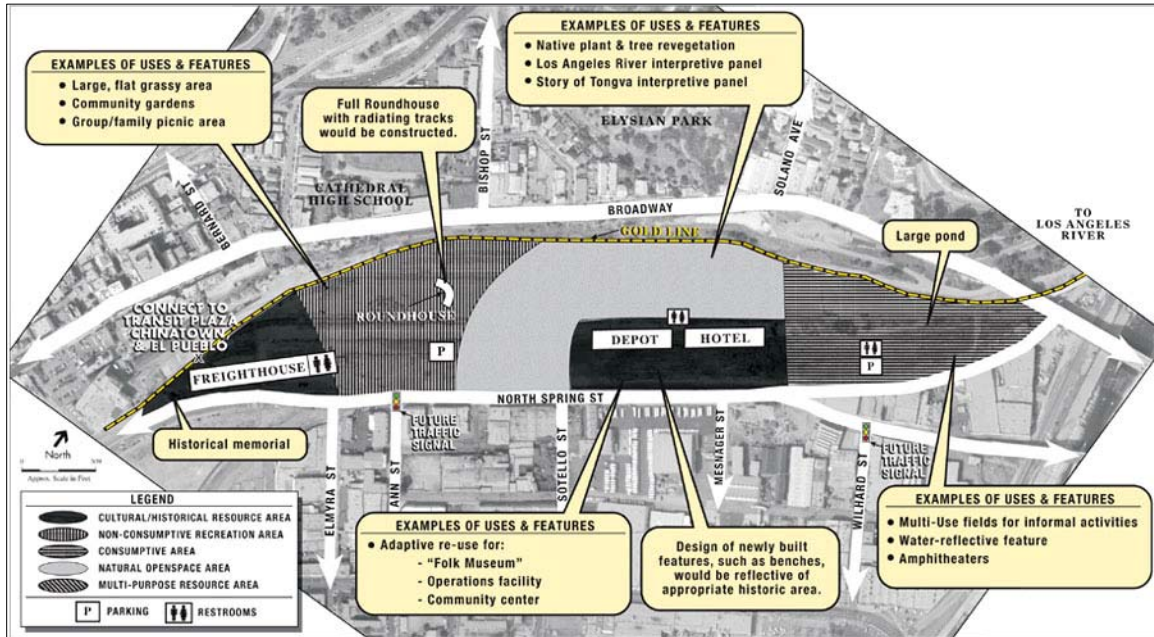 EXAMPLES OF USES & FEATURES
• Large, flat grassy area
• Community gardens
• Group/family picnic area
Full Roundhouse
with radiating tracks
would be constructed.
EXAMPLES OF USES & FEATURES
• Native plant & tree revegetation
• Los Angeles River interpretive panel
• Story of Tongva interpretive panel
BISHOP ST
ELYSIAN PARK
SOLANO AVE
BERNARD ST
CATHEDRAL
HIGH SCHOOL
BROADWAY
GOLD LINE
TO
LOS ANGELES
RIVER
Large pond
CONNECT TO
TRANSIT PLAZA
CHINATOWN
& EL PUEBLO
X
ROUNDHOUSE
P
FREIGHTHOUSE
DEPOT
HOTEL
P
NORTH SPRING ST
Historical memorial
FUTURE
TRAFFIC
SIGNAL
FUTURE
TRAFFIC
SIGNAL
ELMYRA ST
ANN ST
SOTELLO ST
MESNAGER ST
WILHARD ST
North
Approx. Scale in Feet
LEGEND
CULTURAL/HISTORICAL RESOURCE AREA
NON-CONSUMPTIVE RECREATION AREA
CONSUMPTIVE AREA
NATURAL OPENSPACE AREA
MULTI-PURPOSE RESOURCE AREA
P PARKING RESTROOMS
EXAMPLES OF USES & FEATURES
• Adaptive re-use for:
- “Folk Museum”
- Operations facility
- Community center
Design of newly built
features, such as benches,
would be reflective of
appropriate historic area.
EXAMPLES OF USES & FEATURES
• Multi-Use fields for informal activities
• Water-reflective feature
• Amphitheaters